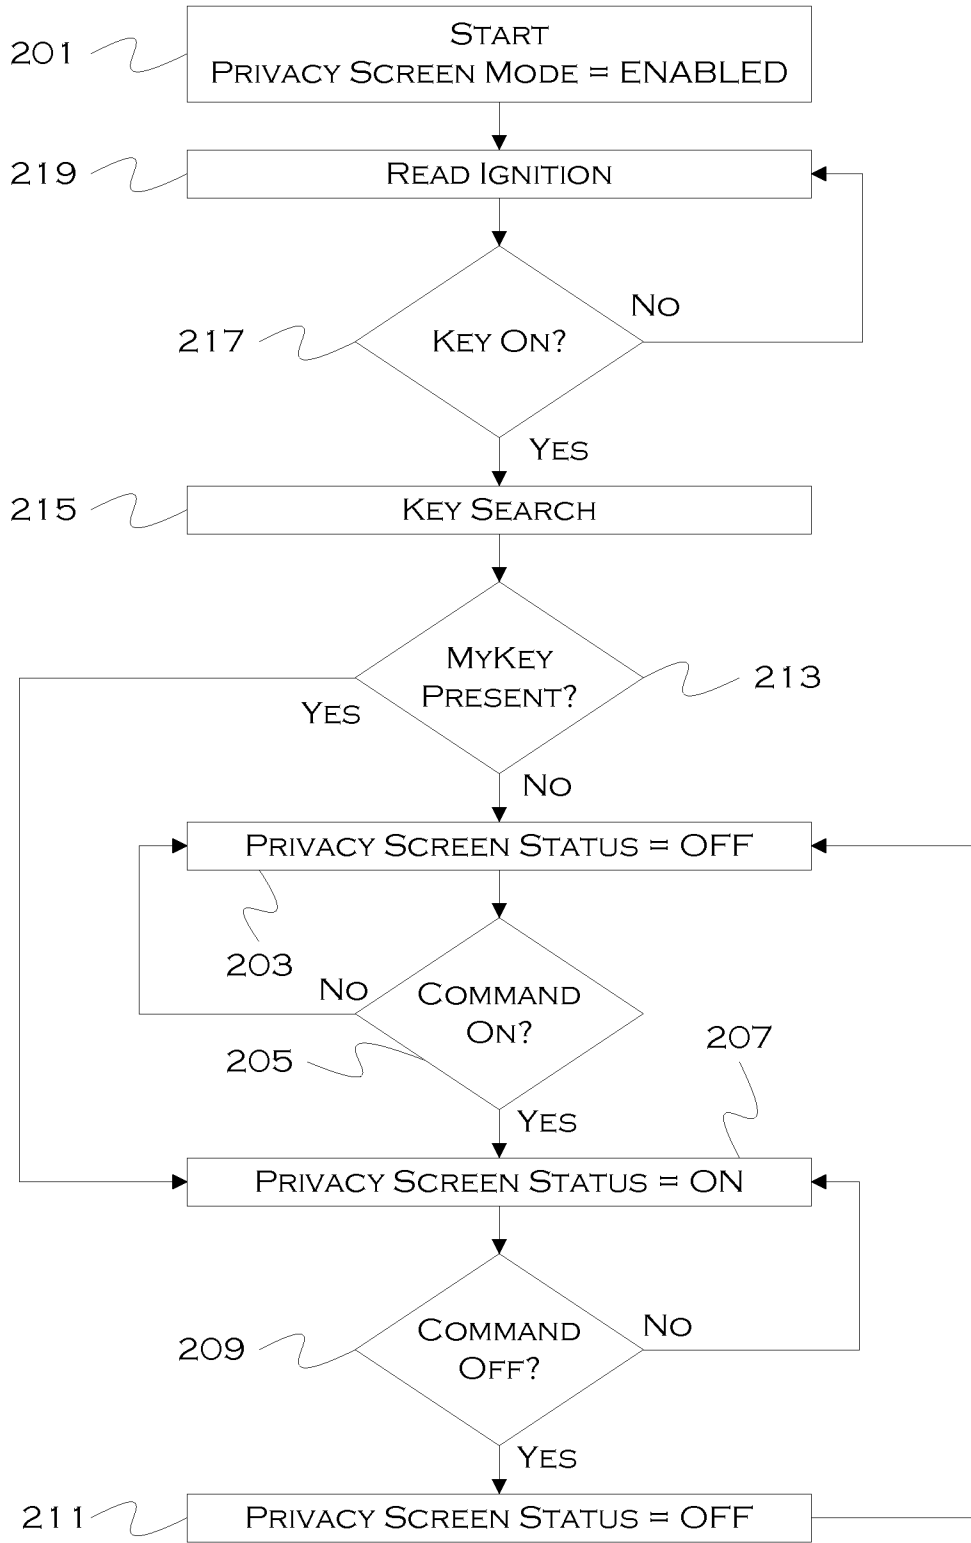 START
PRIVACY SCREEN MODE = ENABLED
201
READ IGNITION
219
NO
KEY ON?
217
YES
KEY SEARCH
215
MYKEY
PRESENT?
213
YES
NO
PRIVACY SCREEN STATUS = OFF
203
NO
COMMAND
ON?
205
207
YES
PRIVACY SCREEN STATUS = ON
COMMAND
OFF?
NO
209
YES
PRIVACY SCREEN STATUS = OFF
211